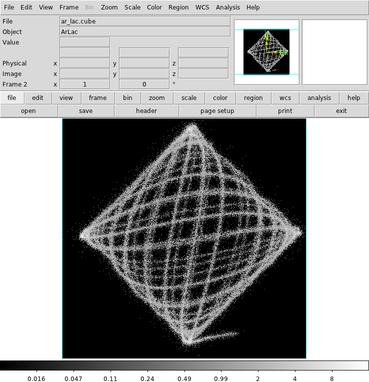 File Edit View Frame Bin Zoom Scale Color Region WCS Analysis Help
File ar_lac.cube
Object ArLac
Value
Physical x y z
Image x y z
Frame 2 x 1 0 °
file edit view frame bin zoom scale color region wcs analysis help
open save header page setup print exit
0.016 0.047 0.11 0.24 0.49 0.99 2 4 8